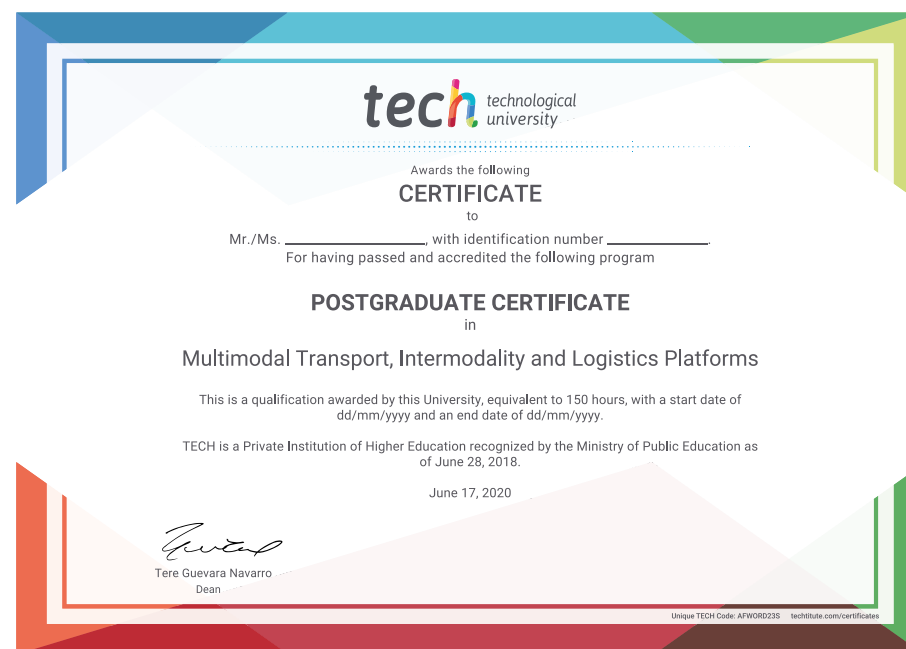 tech technological
university
Awards the following
CERTIFICATE
to
Mr./Ms. ____________________, with identification number ______________.
For having passed and accredited the following program
POSTGRADUATE CERTIFICATE
in
Multimodal Transport, Intermodality and Logistics Platforms
This is a qualification awarded by this University, equivalent to 150 hours, with a start date of
dd/mm/yyyy and an end date of dd/mm/yyyy.
TECH is a Private Institution of Higher Education recognized by the Ministry of Public Education as
of June 28, 2018.
June 17, 2020
Tere Guevara Navarro
Dean
Unique TECH Code: AFWORD23S techtitute.com/certificates